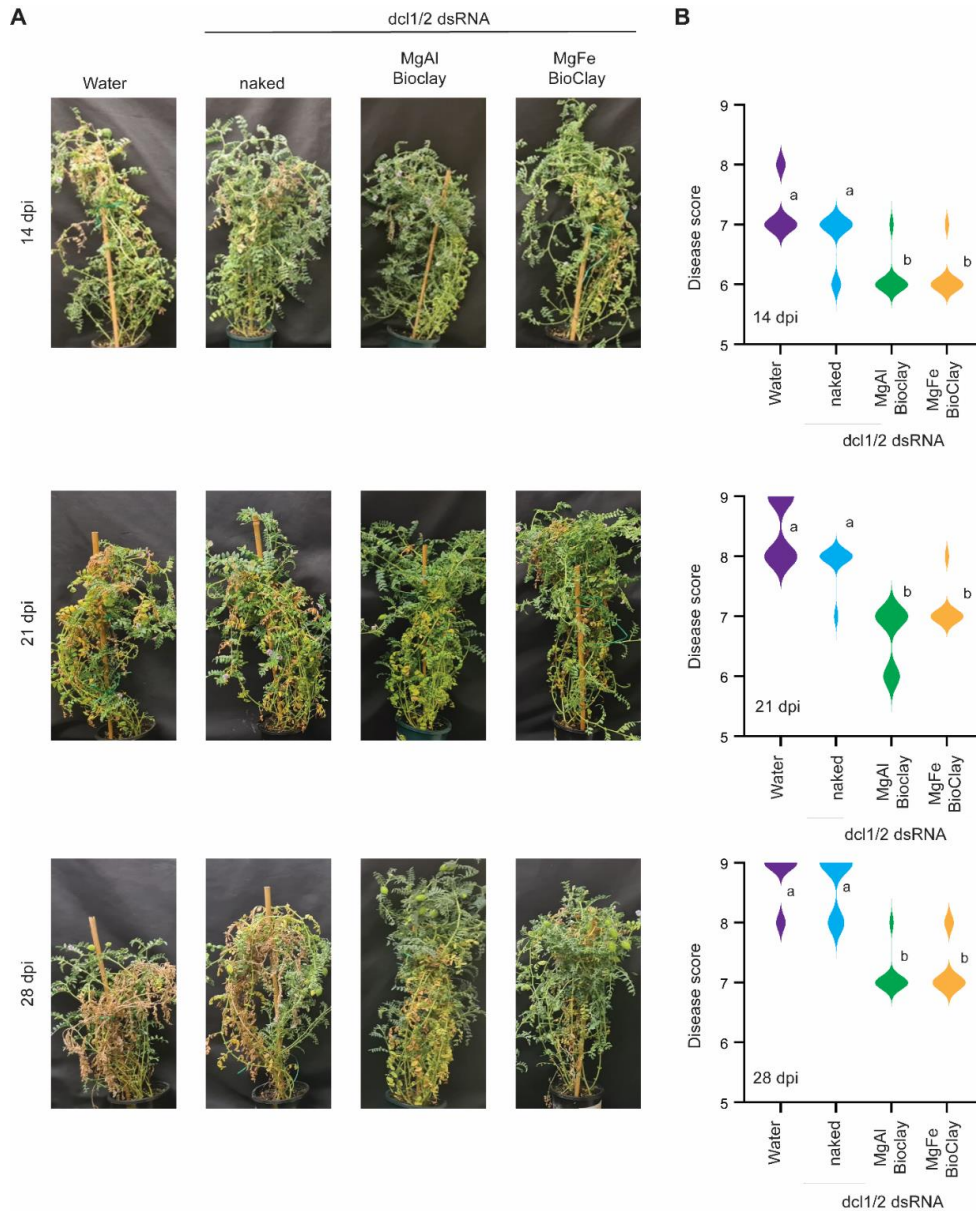 A
dcl1/2 dsRNA
Water
naked
MgAl
Bioclay
MgFe
BioClay
14 dpi
21 dpi
28 dpi
B
9
8
7
6
5
Disease score
a
a
b
b
14 dpi
Water
naked
MgAl
Bioclay
MgFe
BioClay
dcl1/2 dsRNA
9
8
7
6
5
Disease score
a
a
b
b
21 dpi
Water
naked
MgAl
Bioclay
MgFe
BioClay
dcl1/2 dsRNA
9
8
7
6
5
Disease score
a
a
b
b
28 dpi
Water
naked
MgAl
Bioclay
MgFe
BioClay
dcl1/2 dsRNA